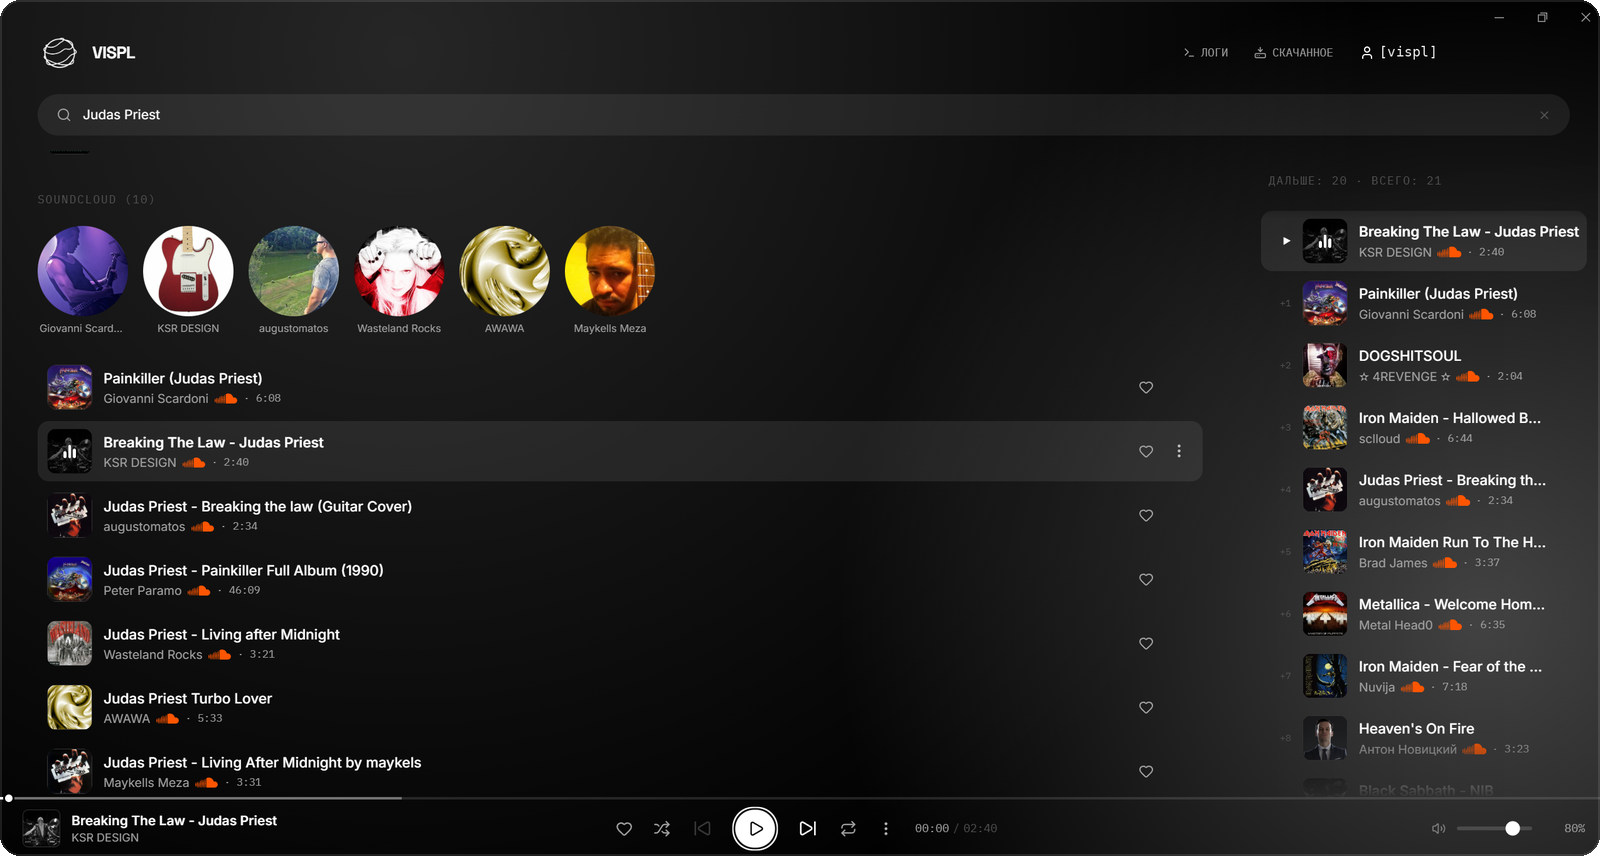 VISPL
ЛОГИ
СКАЧАННОЕ
[vispl]
Judas Priest
SOUNDCLOUD (10)
Giovanni Scard...
KSR DESIGN
augustomatos
Wasteland Rocks
AWAWA
Maykells Meza
Painkiller (Judas Priest)
Giovanni Scardoni · 6:08
Breaking The Law - Judas Priest
KSR DESIGN · 2:40
Judas Priest - Breaking the law (Guitar Cover)
augustomatos · 2:34
Judas Priest - Painkiller Full Album (1990)
Peter Paramo · 46:09
Judas Priest - Living after Midnight
Wasteland Rocks · 3:21
Judas Priest Turbo Lover
AWAWA · 5:33
Judas Priest - Living After Midnight by maykels
Maykells Meza · 3:31
ДАЛЬШЕ: 20 - ВСЕГО: 21
Breaking The Law - Judas Priest
KSR DESIGN · 2:40
+1
Painkiller (Judas Priest)
Giovanni Scardoni · 6:08
+2
DOGSHITSOUL
☆ 4REVENGE ☆ · 2:04
+3
Iron Maiden - Hallowed B...
sclloud · 6:44
+4
Judas Priest - Breaking th...
augustomatos · 2:34
+5
Iron Maiden Run To The H...
Brad James · 3:37
+6
Metallica - Welcome Hom...
Metal Head0 · 6:35
+7
Iron Maiden - Fear of the ...
Nuvija · 7:18
+8
Heaven's On Fire
Антон Новицкий · 3:23
Black Sabbath - NIB
Breaking The Law - Judas Priest
KSR DESIGN
00:00 / 02:40
80%